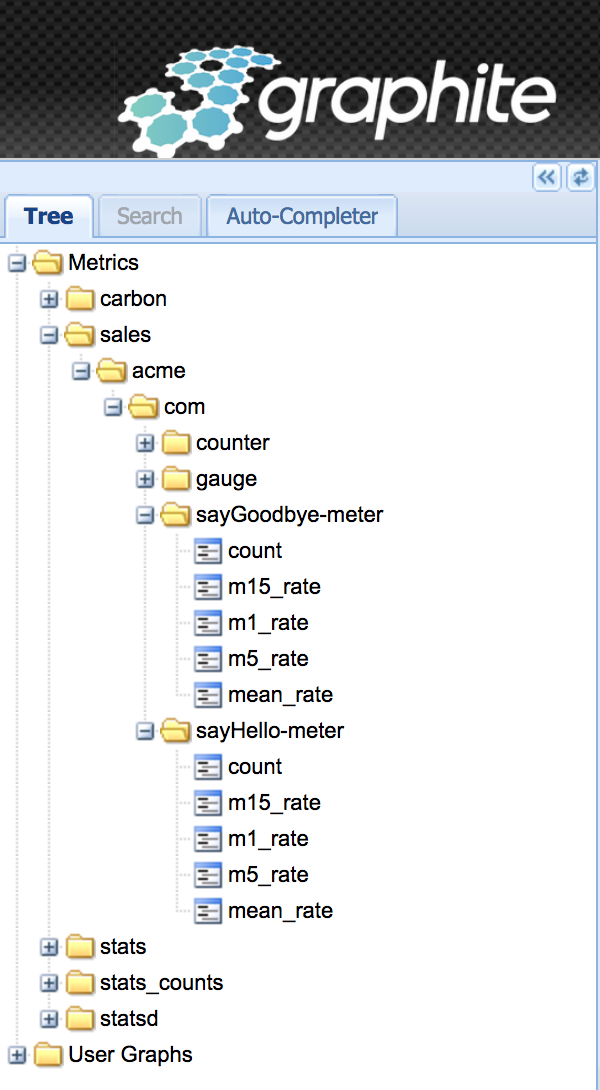 graphite
Tree Search Auto-Completer
Metrics
carbon
sales
acme
com
counter
gauge
sayGoodbye-meter
count
m15_rate
m1_rate
m5_rate
mean_rate
sayHello-meter
count
m15_rate
m1_rate
m5_rate
mean_rate
stats
stats_counts
statsd
User Graphs